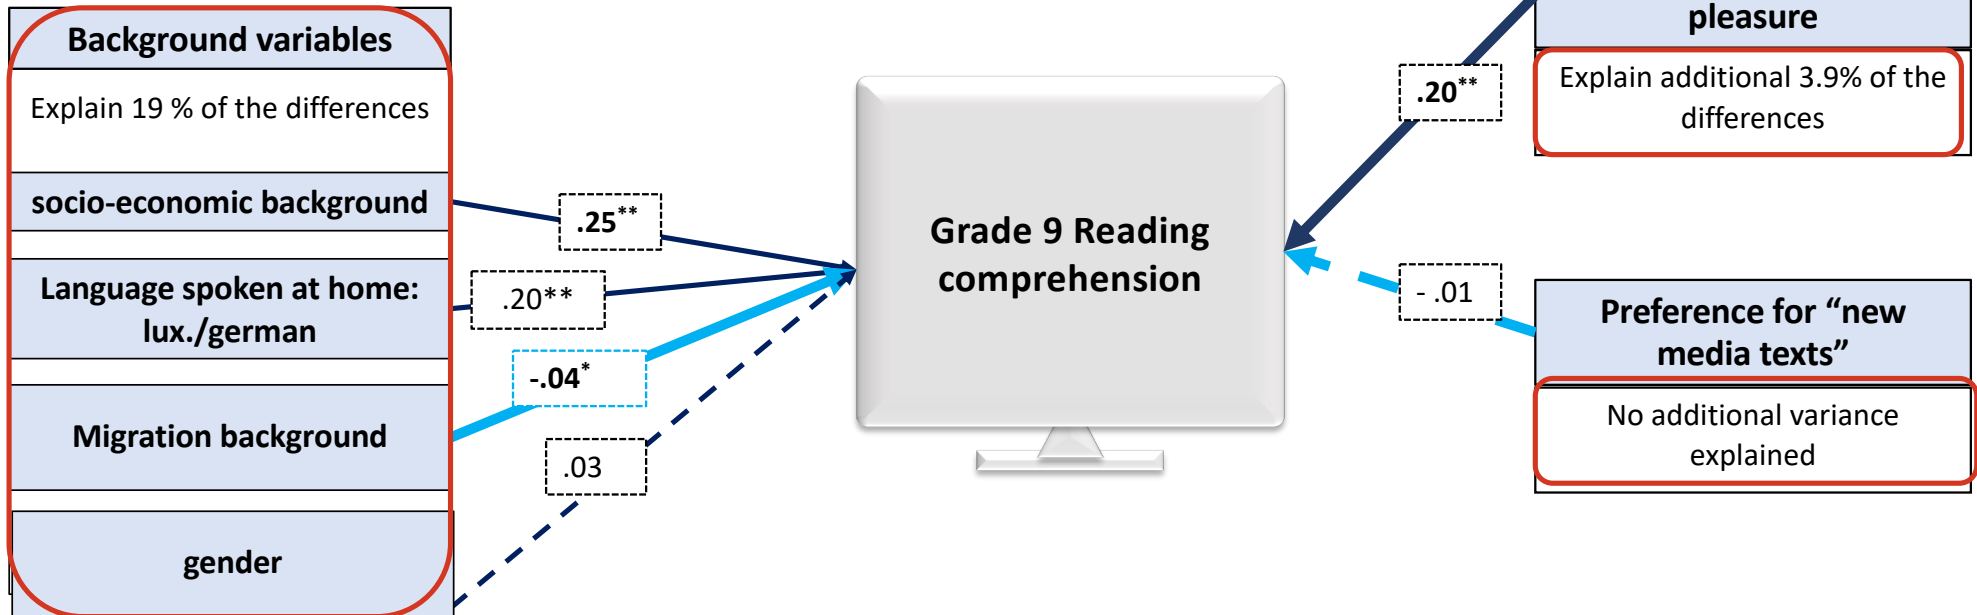 Background variables
Explain 19 % of the differences
socio-economic background
Language spoken at home:
lux./german
Migration background
gender
.25**
.20**
-.04*
.03
Grade 9 Reading
comprehension
.20**
- .01
pleasure
Explain additional 3.9% of the
differences
Preference for “new
media texts”
No additional variance
explained